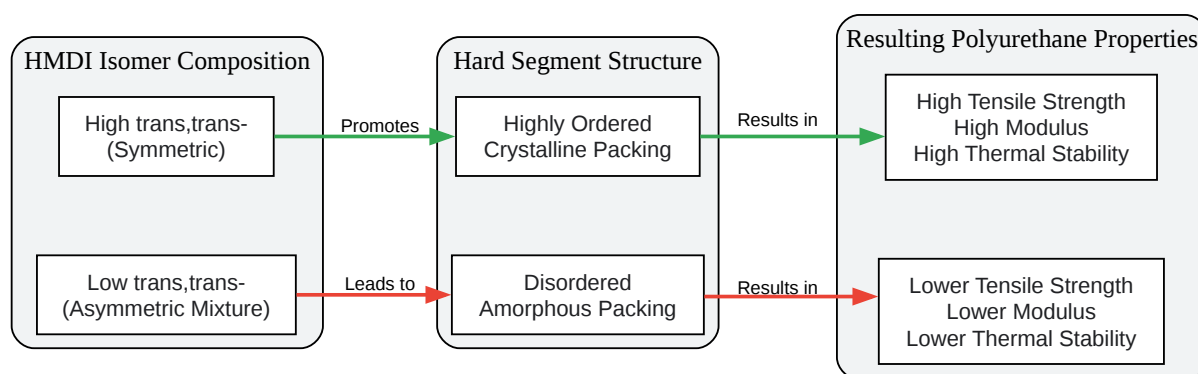 HMDI Isomer Composition
High trans,trans-
(Symmetric)
Low trans,trans-
(Asymmetric Mixture)
Promotes
Leads to
Hard Segment Structure
Highly Ordered
Crystalline Packing
Disordered
Amorphous Packing
Results in
Results in
Resulting Polyurethane Properties
High Tensile Strength
High Modulus
High Thermal Stability
Lower Tensile Strength
Lower Modulus
Lower Thermal Stability